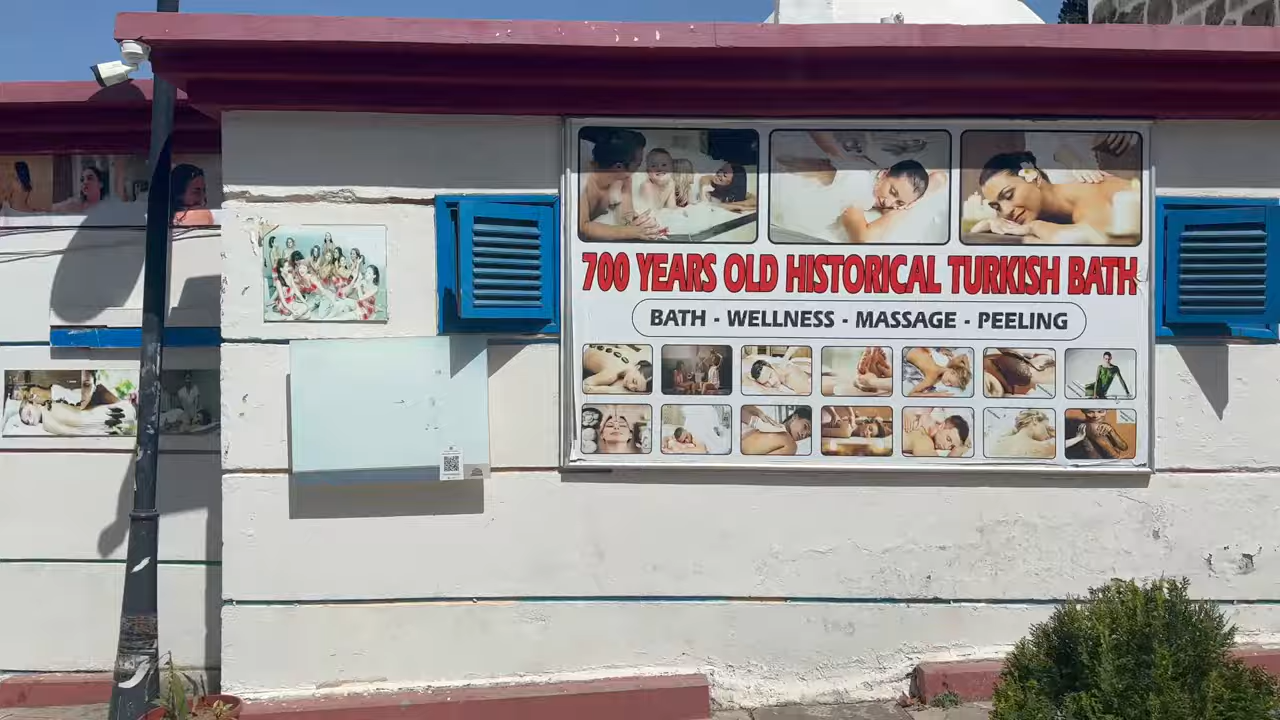 700 YEARS OLD HISTORICAL TURKISH BATH
BATH - WELLNESS - MASSAGE - PEELING